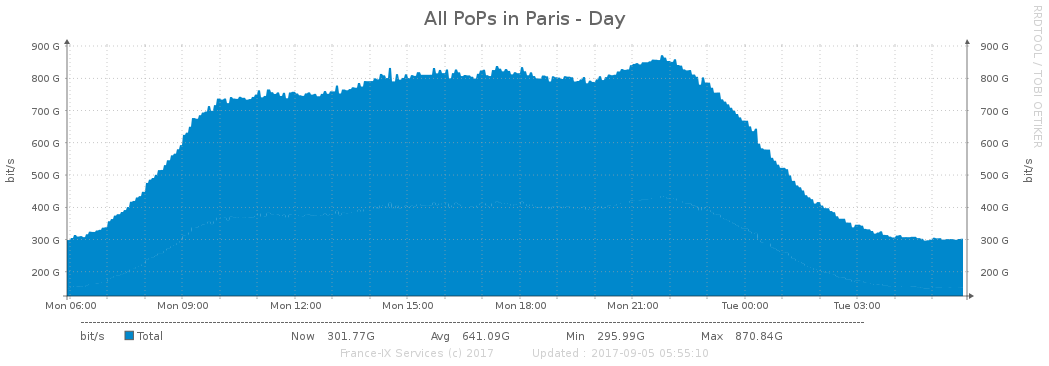 All PoPs in Paris - Day
RRDTOOL / TOBI OETIKER
900 G 900 G
800 G 800 G
700 G 700 G
600 G 600 G
500 G 500 G
400 G 400 G
300 G 300 G
200 G 200 G
bit/s
bit/s
Mon 06:00 Mon 09:00 Mon 12:00 Mon 15:00 Mon 18:00 Mon 21:00 Tue 00:00 Tue 03:00
bit/s Total Now 301.77G Avg 641.09G Min 295.99G Max 870.84G
France-IX Services (c) 2017 Updated : 2017-09-05 05:55:10